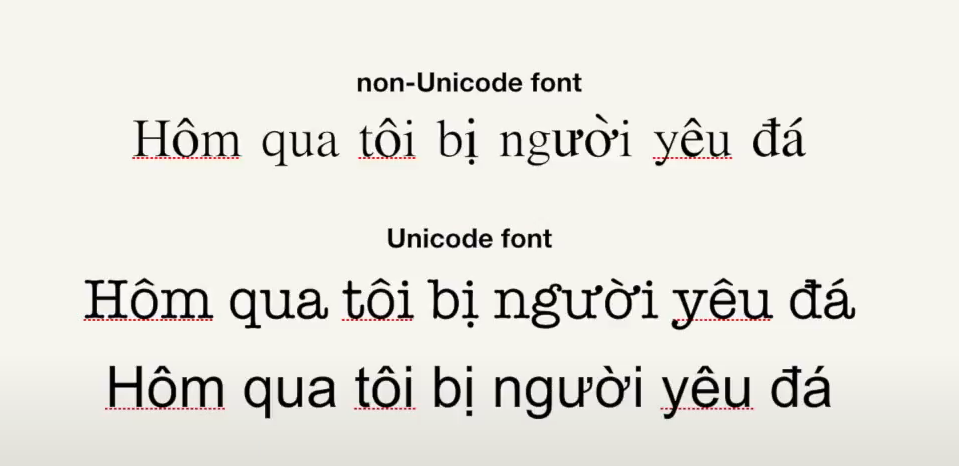 non-Unicode font
Hôm qua tôi bị người yêu đá
Unicode font
Hôm qua tôi bị người yêu đá
Hôm qua tôi bị người yêu đá